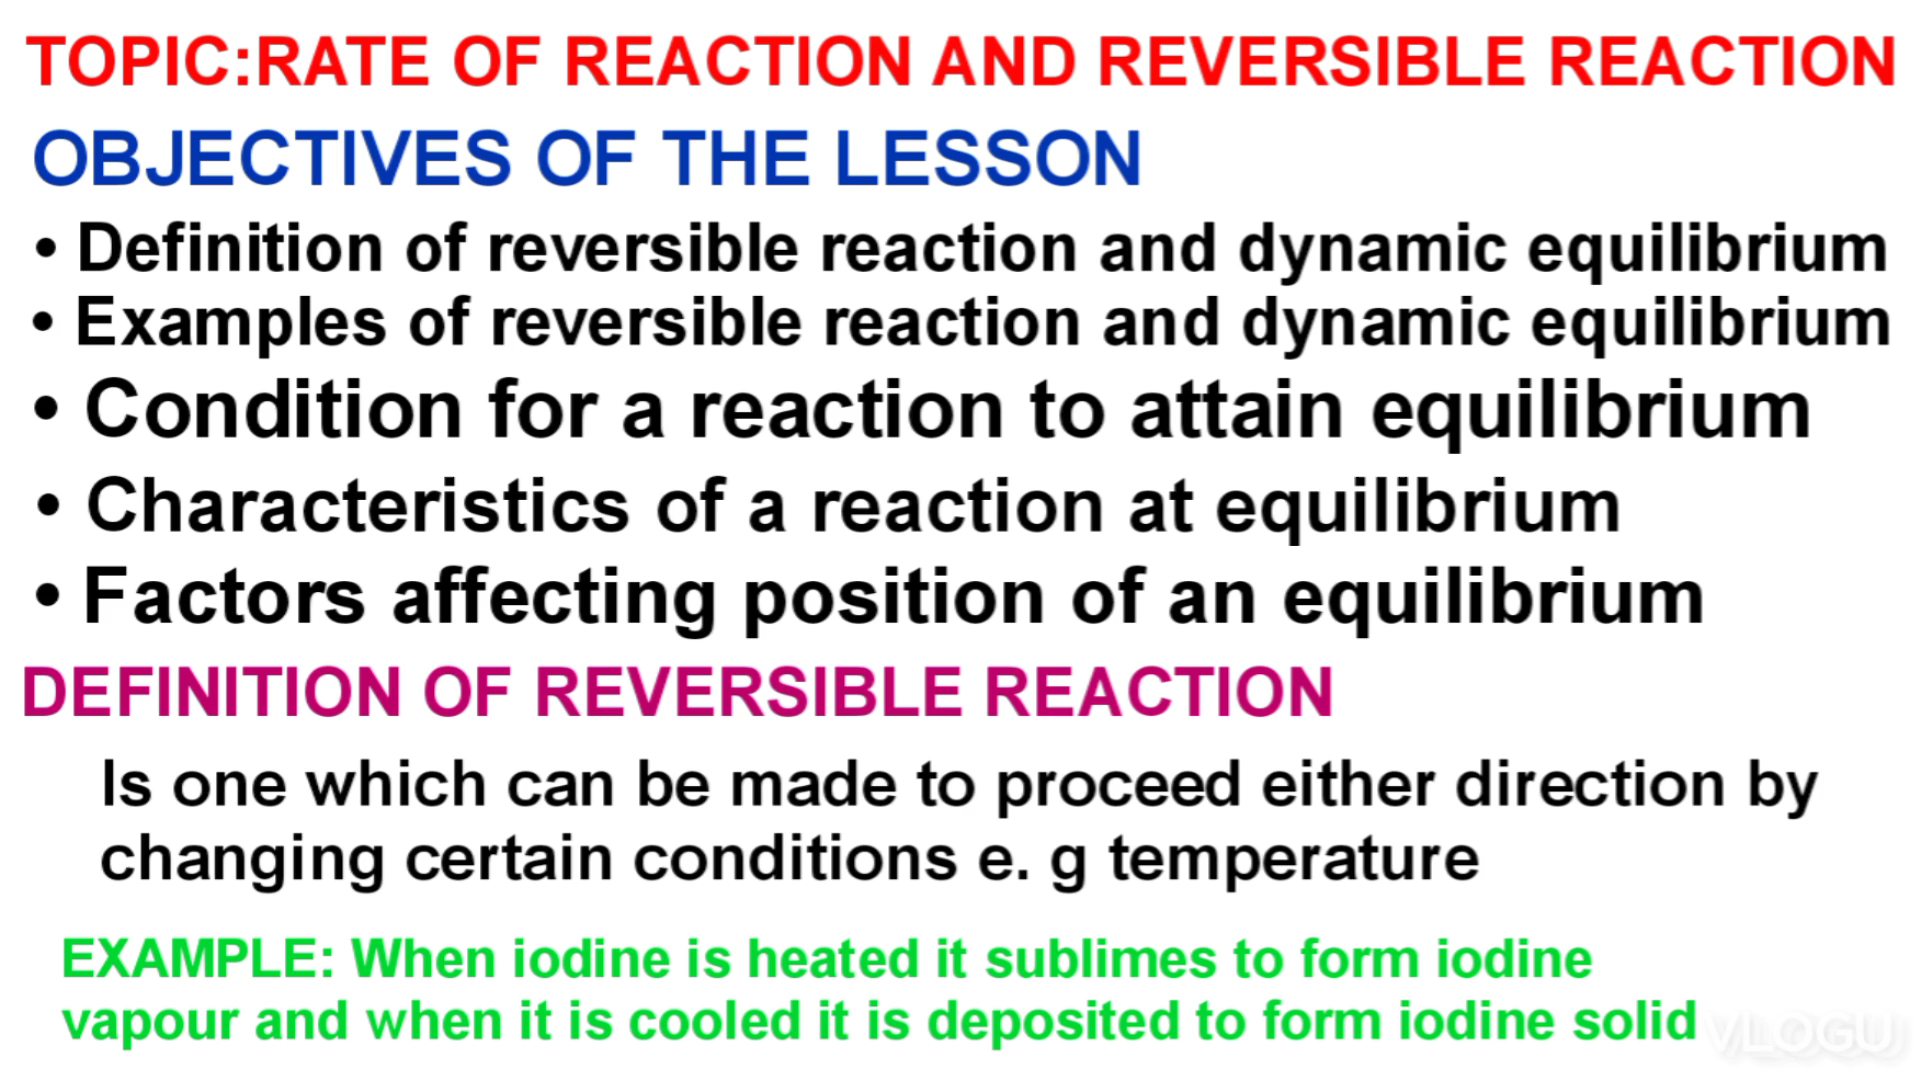 TOPIC:RATE OF REACTION AND REVERSIBLE REACTION
OBJECTIVES OF THE LESSON
• Definition of reversible reaction and dynamic equilibrium
• Examples of reversible reaction and dynamic equilibrium
• Condition for a reaction to attain equilibrium
• Characteristics of a reaction at equilibrium
• Factors affecting position of an equilibrium
DEFINITION OF REVERSIBLE REACTION
Is one which can be made to proceed either direction by
changing certain conditions e. g temperature
EXAMPLE: When iodine is heated it sublimes to form iodine
vapour and when it is cooled it is deposited to form iodine solid
VLOGU